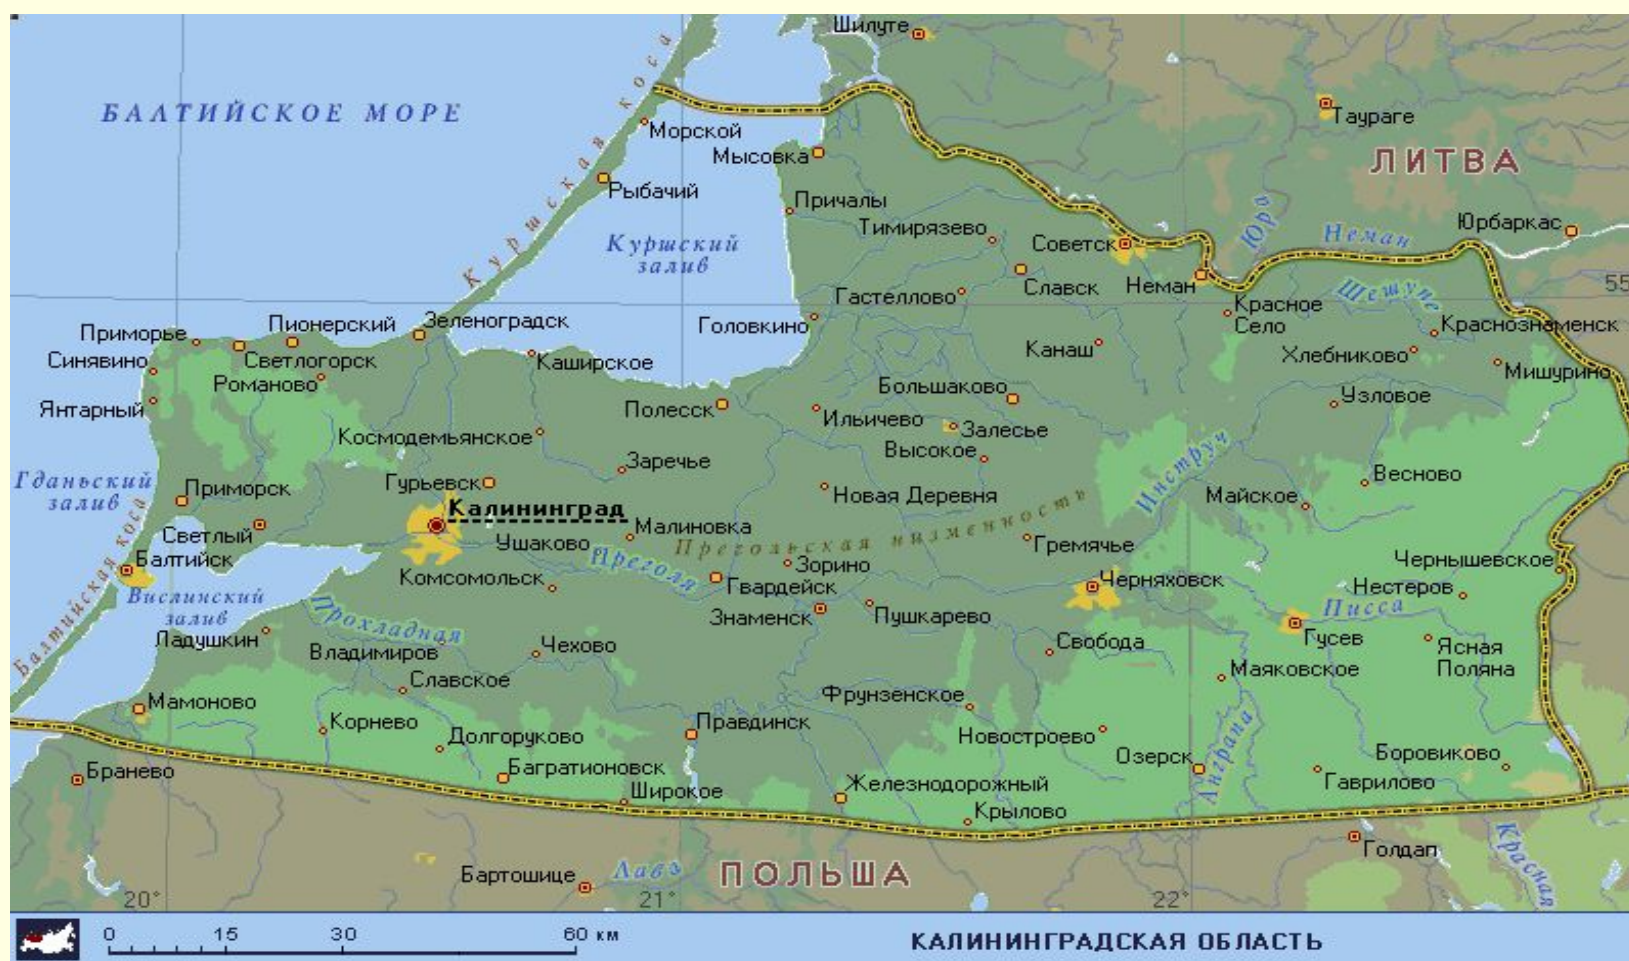 Шилуте
БАЛТИЙСКОЕ МОРЕ
Куршская коса
Морской
Таураге
Мысовка
ЛИТВА
Рыбачий
Причалы
Юро
Юрбаркас
Тимирязево
Советск
Неман
Куршский
залив
Славск
Неман
Шешупе
55
Гастеллово
Красное
Село
Приморье
Пионерский
Зеленоградск
Головкино
Краснознаменск
Синявино
Светлогорск
Каширское
Канаш
Хлебниково
Мишурино
Романово
Большаково
Узловое
Янтарный
Полесск
Ильичево
Залесье
Космодемьянское
Высокое
Инструч
Гданьский
залив
Заречье
Весново
Приморск
Гурьевск
Новая Деревня
Майское
Калининград
Светлый
Малиновка
Прегольская низменность
Ушаково
Гремячье
Балтийск
Преголя
Зорино
Чернышевское
Балтийская коса
Комсомольск
Гвардейск
Черняховск
Нестеров
Вислинский
залив
Прохладная
Знаменск
Пушкарево
Писса
Ладушкин
Гусев
Владимиров
Чехово
Свобода
Ясная
Поляна
Славское
Маяковское
Мамоново
Фрунзенское
Корнево
Правдинск
Долгоруково
Новостроево
Анграпа
Озерск
Боровиково
Бранево
Багратионовск
Железнодорожный
Гаврилово
Широкое
Крылово
Голдап
Красная
Бартошице
Лавэ
ПОЛЬША
20°
21°
22°
0 15 30 60 км
КАЛИНИНГРАДСКАЯ ОБЛАСТЬ